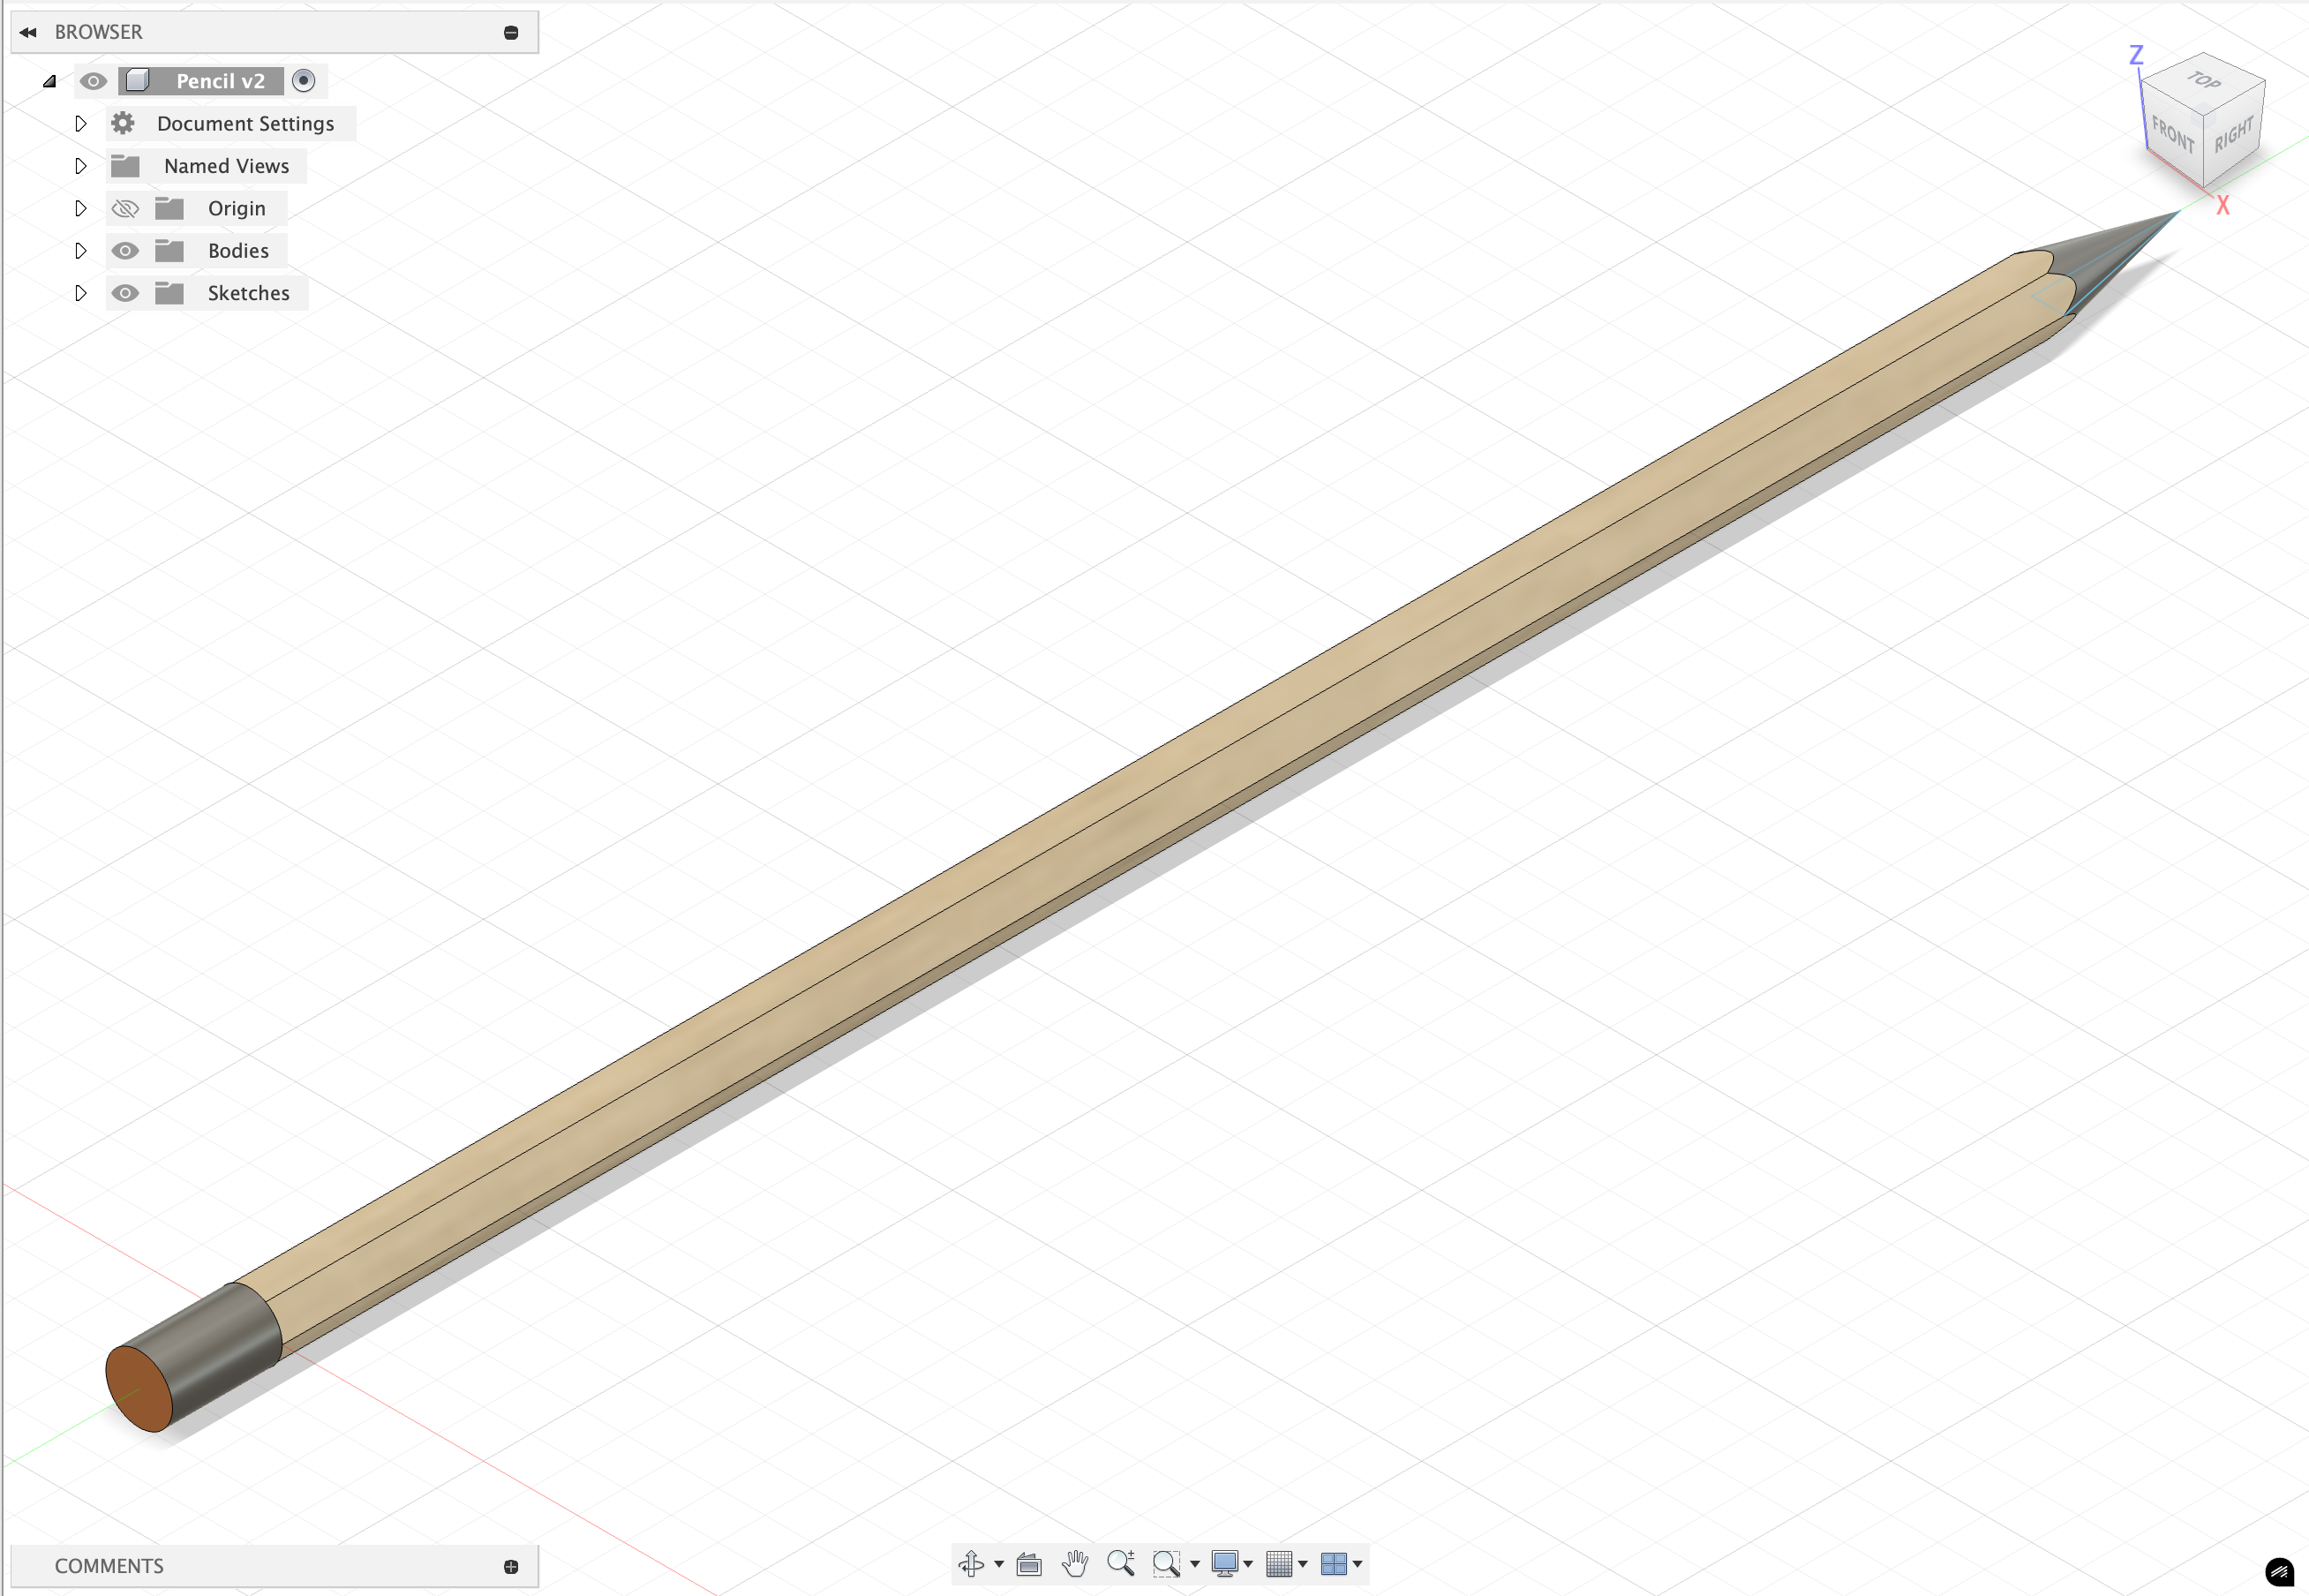 BROWSER
Pencil v2
Document Settings
Named Views
Origin
Bodies
Sketches
Z
TOP
FRONT
RIGHT
X
COMMENTS